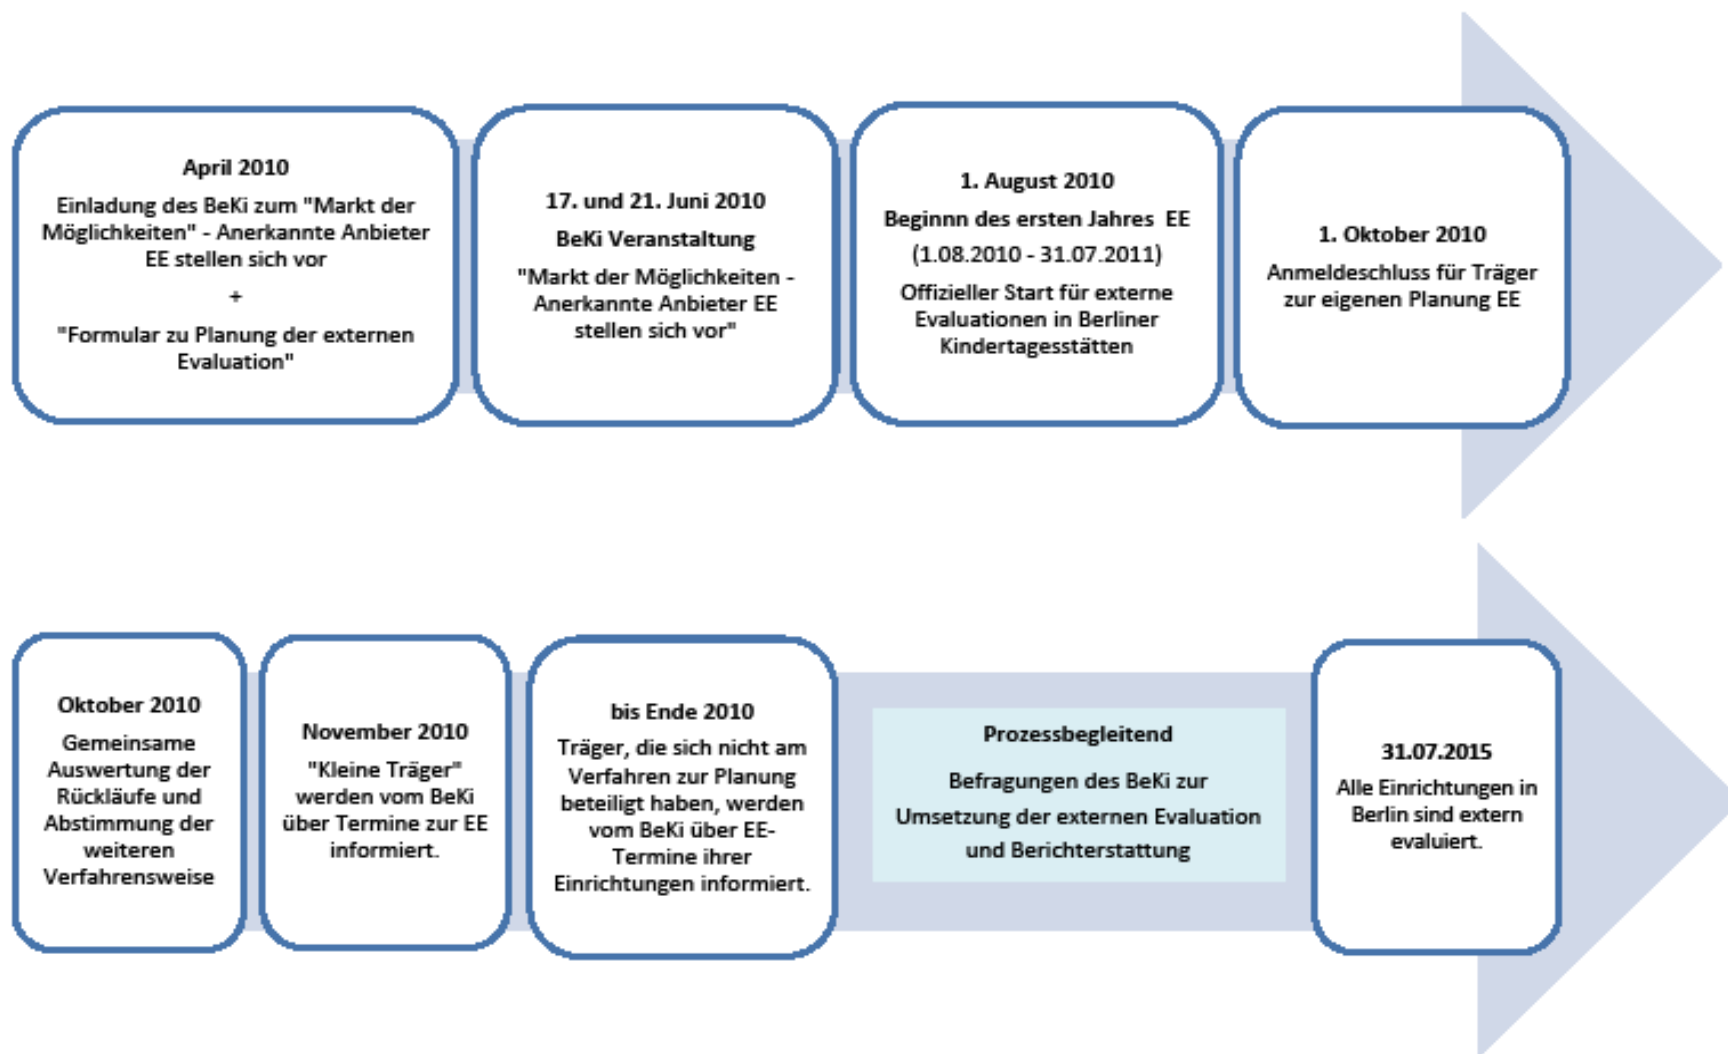 April 2010
Einladung des BeKi zum "Markt der
Möglichkeiten" - Anerkannte Anbieter
EE stellen sich vor
+
"Formular zu Planung der externen
Evaluation"
17. und 21. Juni 2010
BeKi Veranstaltung
"Markt der Möglichkeiten -
Anerkannte Anbieter EE
stellen sich vor"
1. August 2010
Beginnn des ersten Jahres EE
(1.08.2010 - 31.07.2011)
Offizieller Start für externe
Evaluationen in Berliner
Kindertagesstätten
1. Oktober 2010
Anmeldeschluss für Träger
zur eigenen Planung EE
Oktober 2010
Gemeinsame
Auswertung der
Rückläufe und
Abstimmung der
weiteren
Verfahrensweise
November 2010
"Kleine Träger"
werden vom BeKi
über Termine zur EE
informiert.
bis Ende 2010
Träger, die sich nicht am
Verfahren zur Planung
beteiligt haben, werden
vom BeKi über EE-
Termine ihrer
Einrichtungen informiert.
Prozessbegleitend
Befragungen des BeKi zur
Umsetzung der externen Evaluation
und Berichterstattung
31.07.2015
Alle Einrichtungen in
Berlin sind extern
evaluiert.